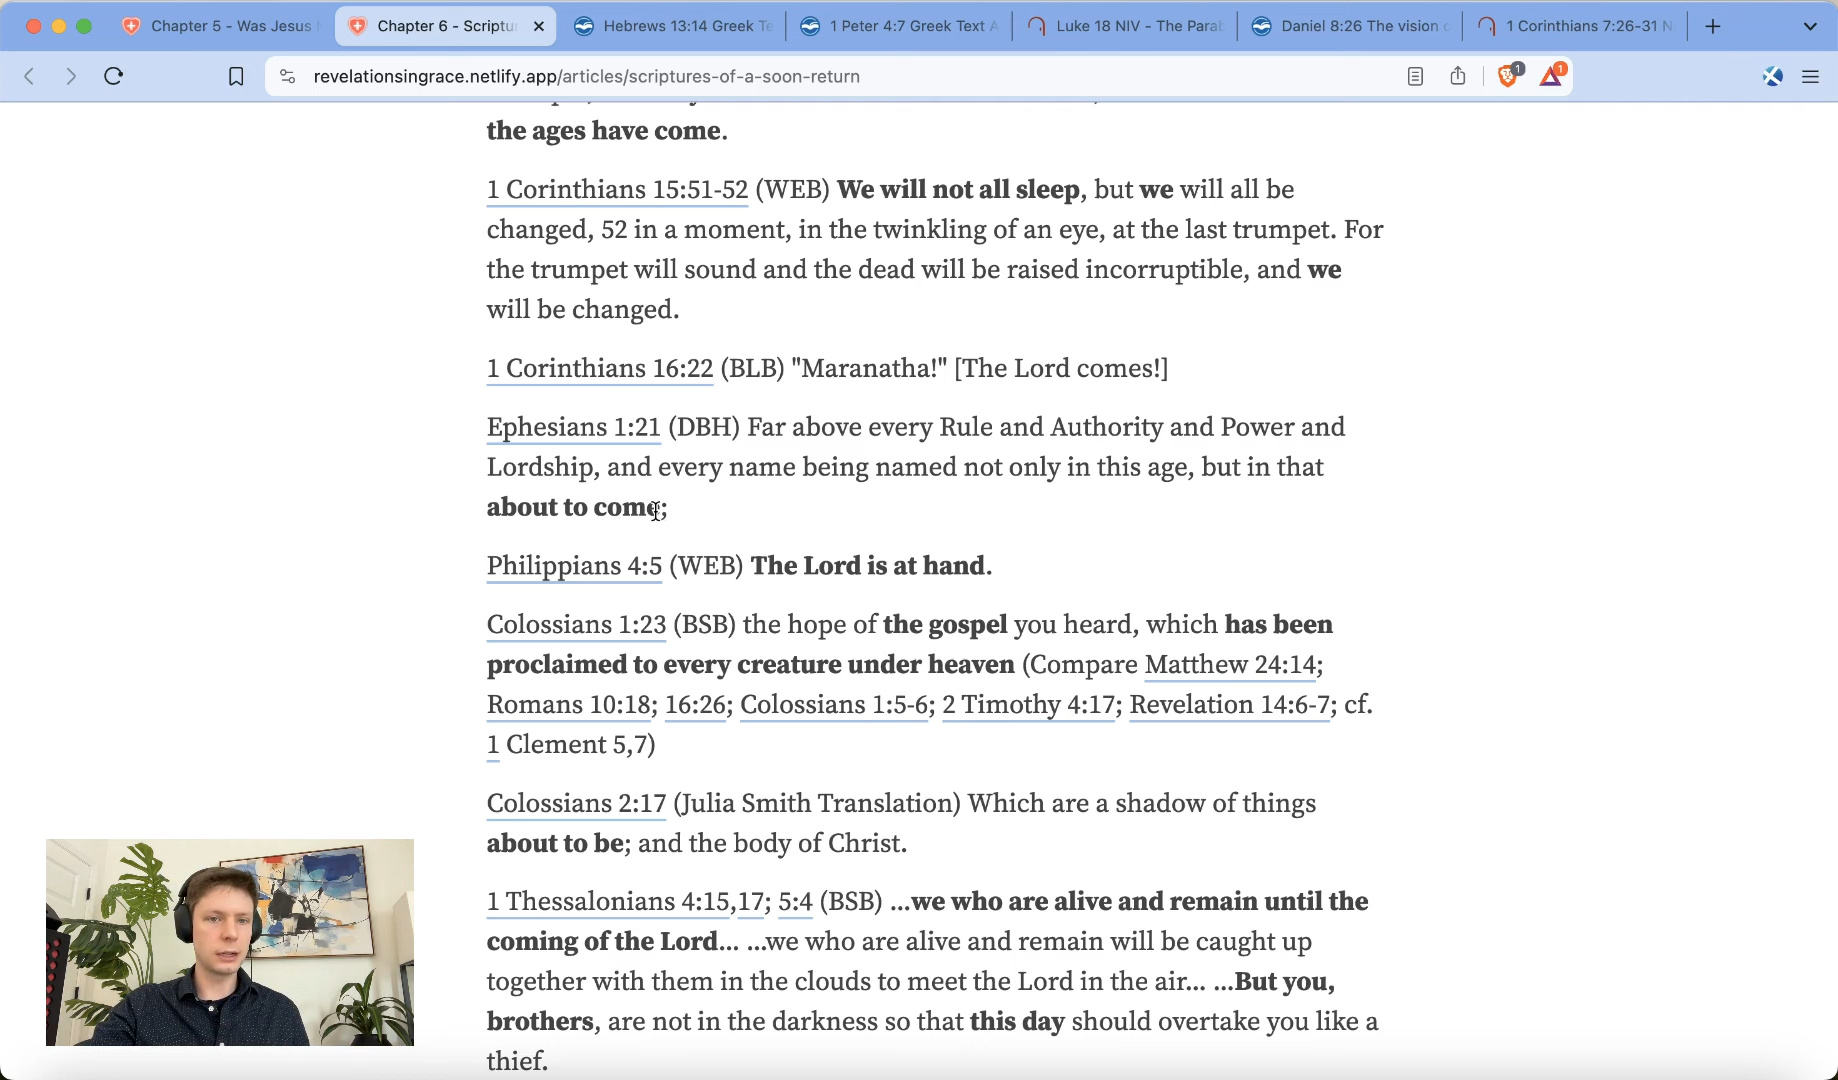 Chapter 5 - Was Jesus
Chapter 6 - Scriptur
Hebrews 13:14 Greek Te
1 Peter 4:7 Greek Text A
Luke 18 NIV - The Parab
Daniel 8:26 The vision o
1 Corinthians 7:26-31 N
revelationsingrace.netlify.app/articles/scriptures-of-a-soon-return
1
1
the ages have come.
1 Corinthians 15:51-52 (WEB) We will not all sleep, but we will all be
changed, 52 in a moment, in the twinkling of an eye, at the last trumpet. For
the trumpet will sound and the dead will be raised incorruptible, and we
will be changed.
1 Corinthians 16:22 (BLB) "Maranatha!" [The Lord comes!]
Ephesians 1:21 (DBH) Far above every Rule and Authority and Power and
Lordship, and every name being named not only in this age, but in that
about to come;
Philippians 4:5 (WEB) The Lord is at hand.
Colossians 1:23 (BSB) the hope of the gospel you heard, which has been
proclaimed to every creature under heaven (Compare Matthew 24:14;
Romans 10:18; 16:26; Colossians 1:5-6; 2 Timothy 4:17; Revelation 14:6-7; cf.
1 Clement 5,7)
Colossians 2:17 (Julia Smith Translation) Which are a shadow of things
about to be; and the body of Christ.
1 Thessalonians 4:15,17; 5:4 (BSB) ...we who are alive and remain until the
coming of the Lord... ...we who are alive and remain will be caught up
together with them in the clouds to meet the Lord in the air... ...But you,
brothers, are not in the darkness so that this day should overtake you like a
thief.